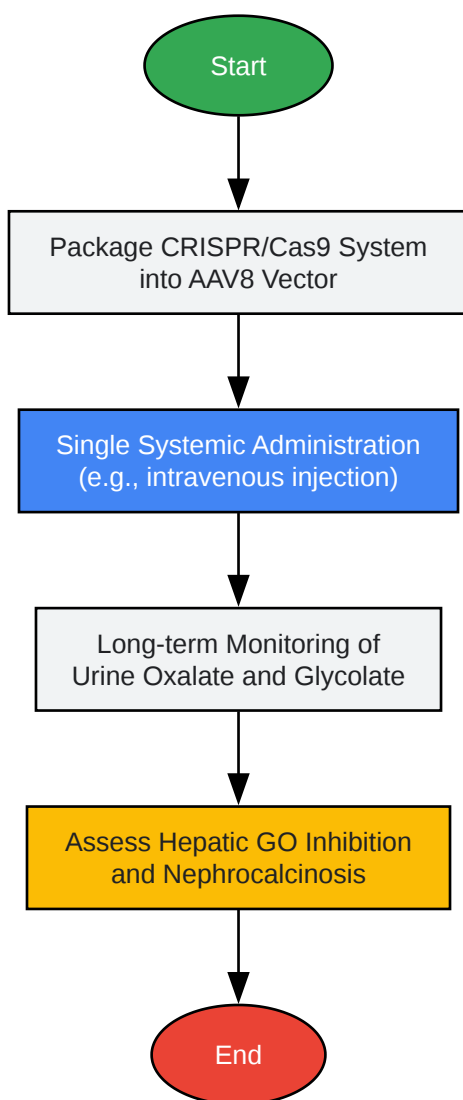 Start
Package CRISPR/Cas9 System
into AAV8 Vector
Single Systemic Administration
(e.g., intravenous injection)
Long-term Monitoring of
Urine Oxalate and Glycolate
Assess Hepatic GO Inhibition
and Nephrocalcinosis
End